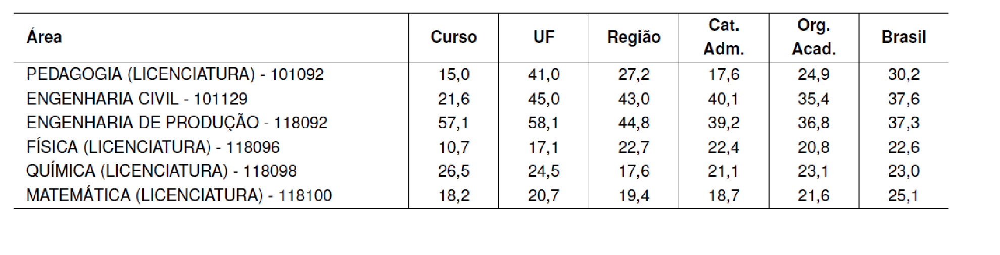 Área Curso UF Região Cat. Adm. Org. Acad. Brasil
PEDAGOGIA (LICENCIATURA) - 101092 15,0 41,0 27,2 17,6 24,9 30,2
ENGENHARIA CIVIL - 101129 21,6 45,0 43,0 40,1 35,4 37,6
ENGENHARIA DE PRODUÇÃO - 118092 57,1 58,1 44,8 39,2 36,8 37,3
FÍSICA (LICENCIATURA) - 118096 10,7 17,1 22,7 22,4 20,8 22,6
QUÍMICA (LICENCIATURA) - 118098 26,5 24,5 17,6 21,1 23,1 23,0
MATEMÁTICA (LICENCIATURA) - 118100 18,2 20,7 19,4 18,7 21,6 25,1